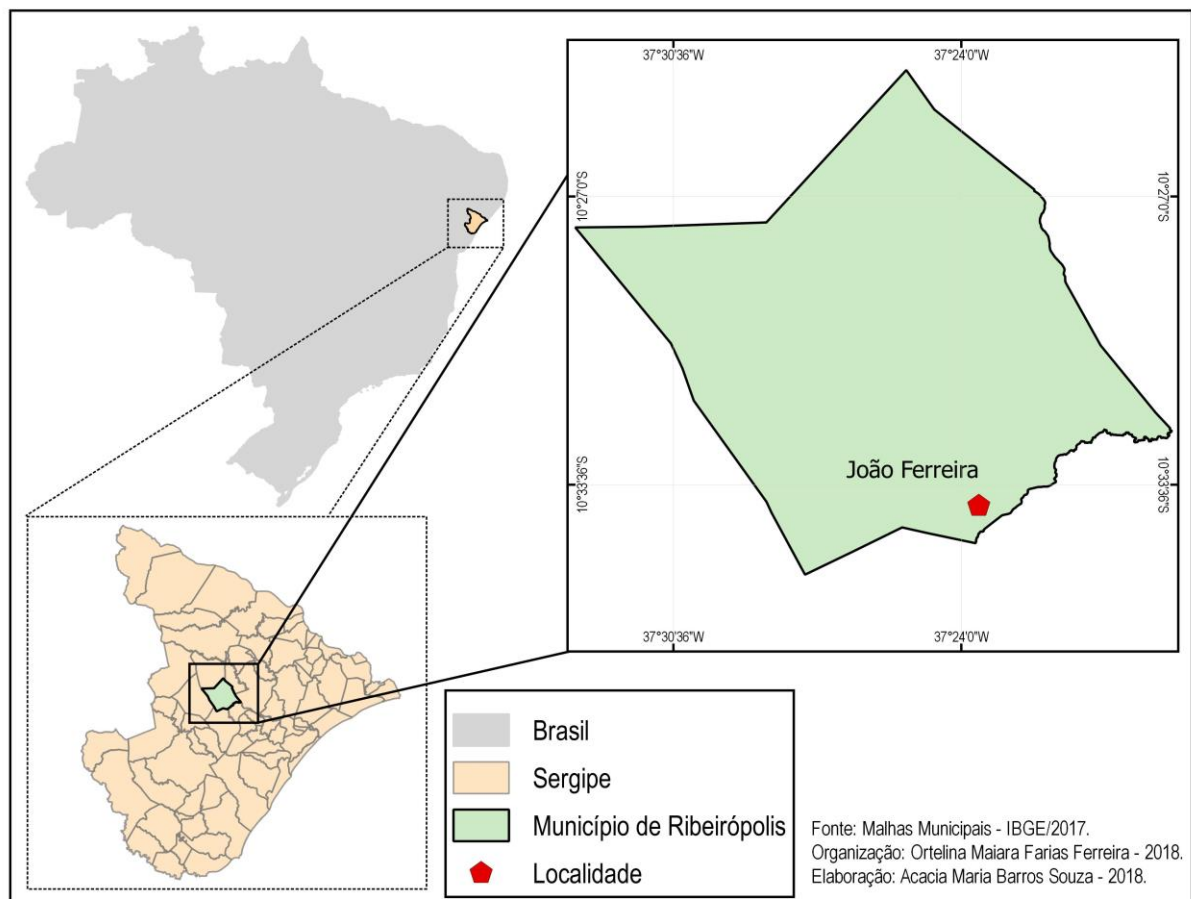 37°30'36"W
37°24'0"W
10°27'0"S
10°27'0"S
João Ferreira
10°33'36"S
10°33'36"S
37°30'36"W
37°24'0"W
Brasil
Sergipe
Município de Ribeirópolis
Localidade
Fonte: Malhas Municipais - IBGE/2017.
Organização: Ortelina Maiara Farias Ferreira - 2018.
Elaboração: Acacia Maria Barros Souza - 2018.